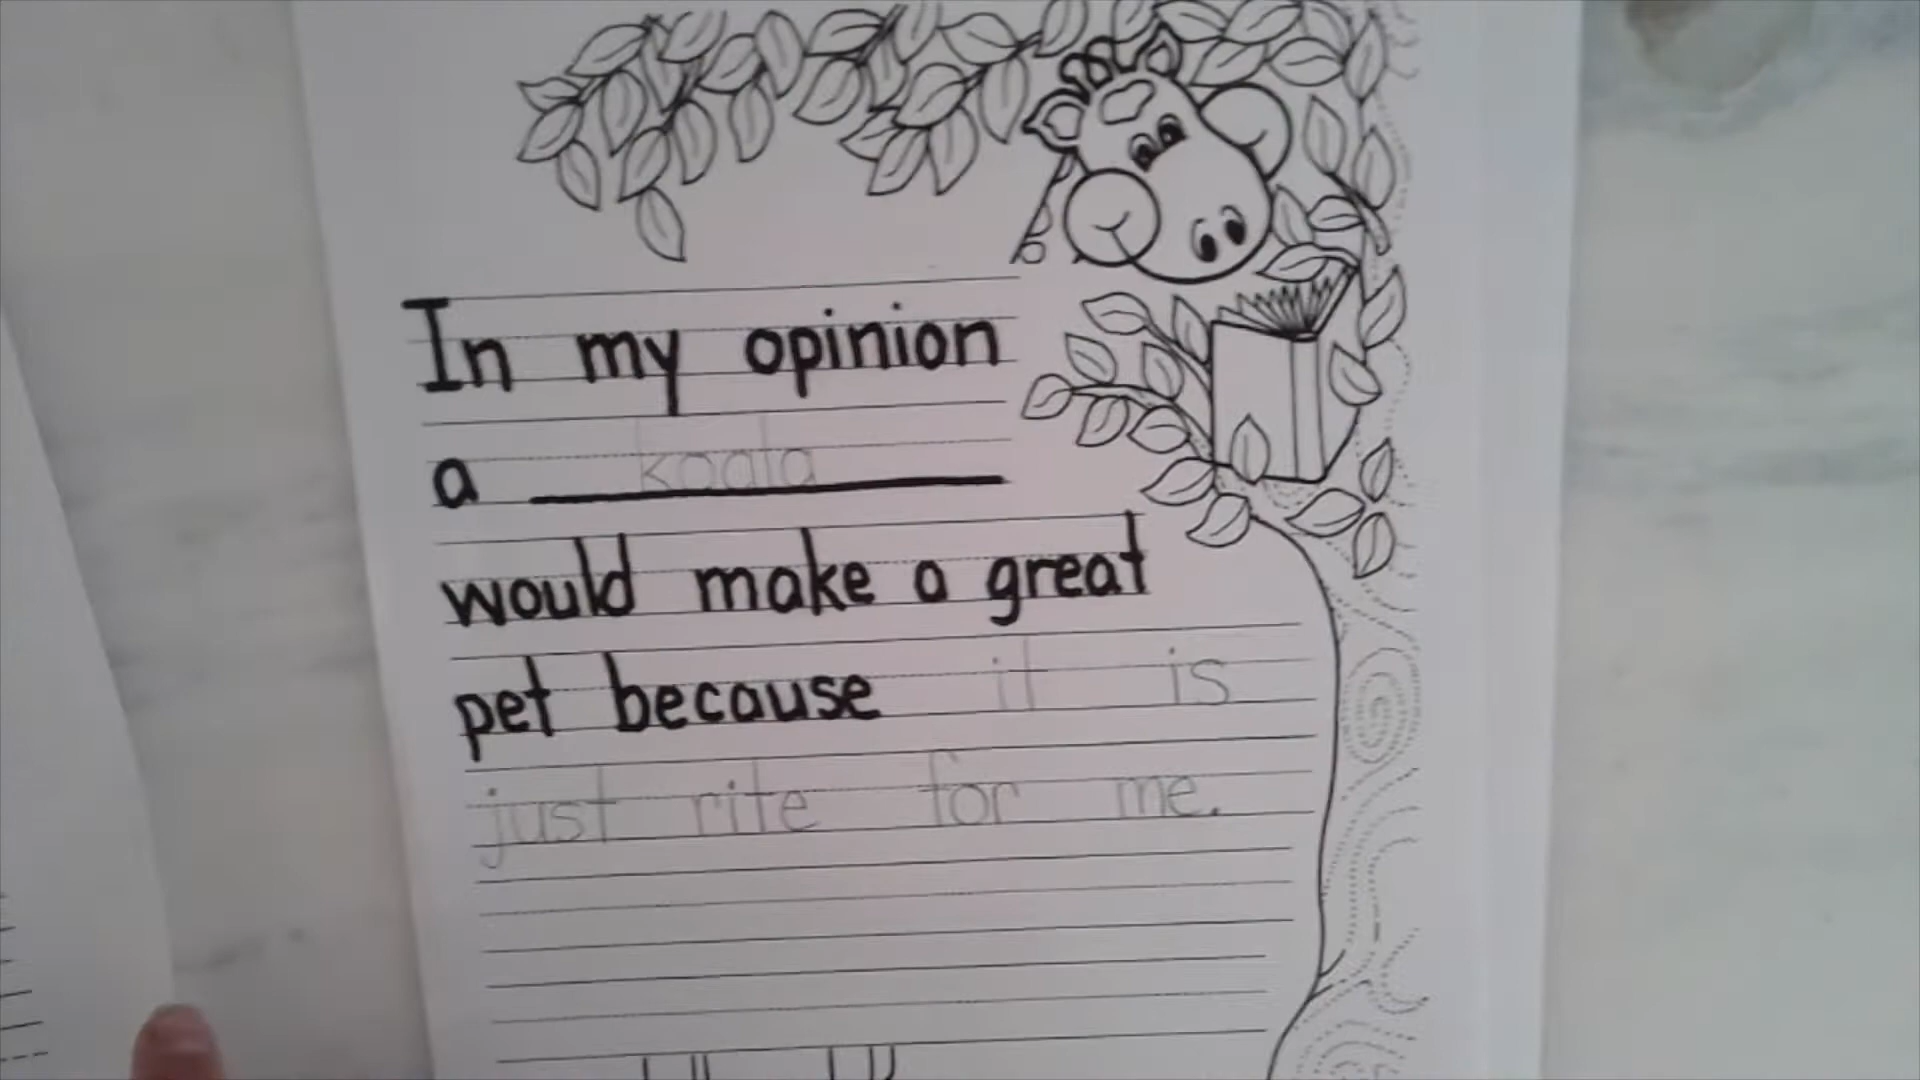 In my opinion
a koala
would make a great
pet because it is
just rite for me.